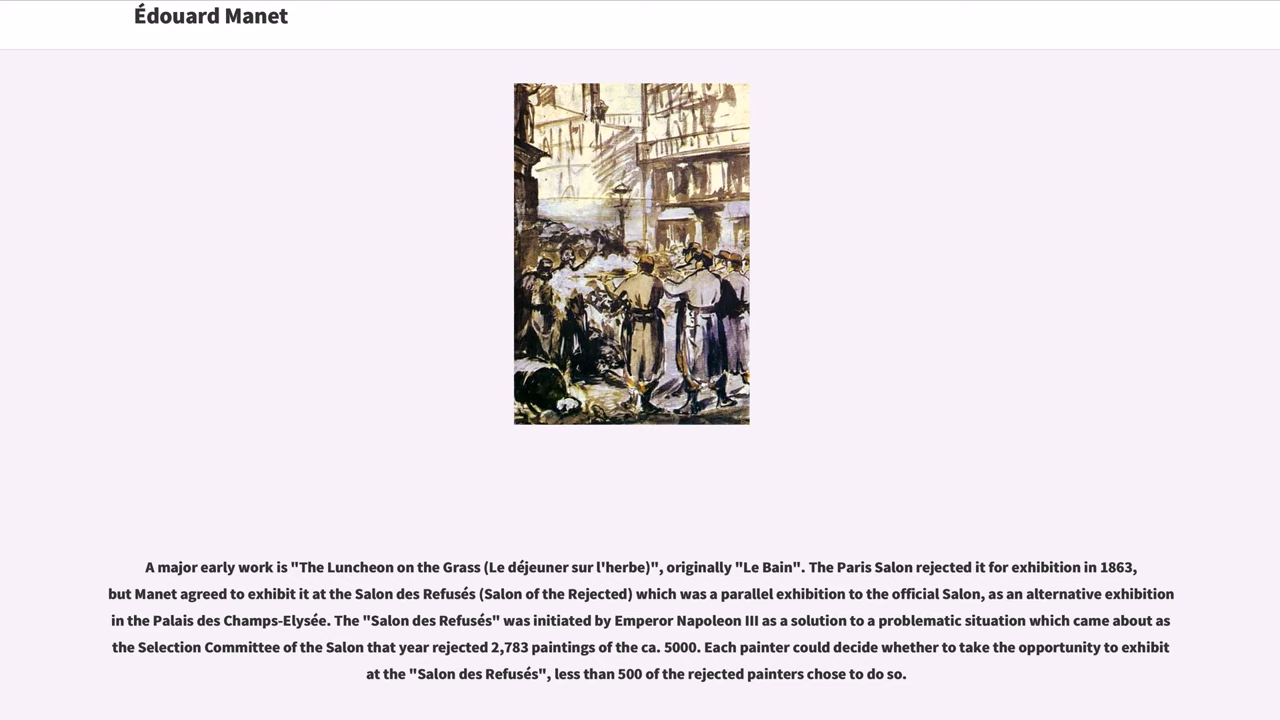 Édouard Manet
A major early work is "The Luncheon on the Grass (Le déjeuner sur l'herbe)", originally "Le Bain". The Paris Salon rejected it for exhibition in 1863,
but Manet agreed to exhibit it at the Salon des Refusés (Salon of the Rejected) which was a parallel exhibition to the official Salon, as an alternative exhibition
in the Palais des Champs-Elysée. The "Salon des Refusés" was initiated by Emperor Napoleon III as a solution to a problematic situation which came about as
the Selection Committee of the Salon that year rejected 2,783 paintings of the ca. 5000. Each painter could decide whether to take the opportunity to exhibit
at the "Salon des Refusés", less than 500 of the rejected painters chose to do so.